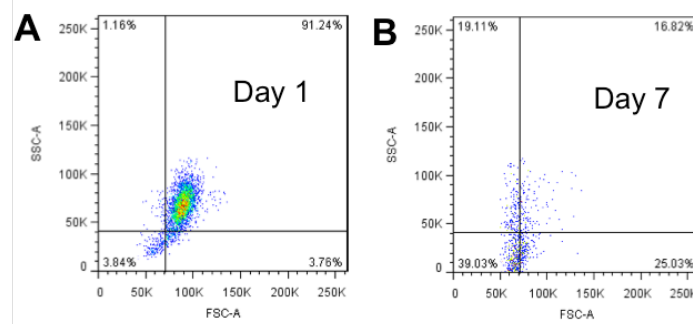 A
1.16%
91.24%
Day 1
3.84%
3.76%
250K
200K
150K
100K
50K
0
SSC-A
0
50K
100K
150K
200K
250K
FSC-A
B
19.11%
16.82%
Day 7
39.03%
25.03%
250K
200K
150K
100K
50K
0
SSC-A
0
50K
100K
150K
200K
250K
FSC-A